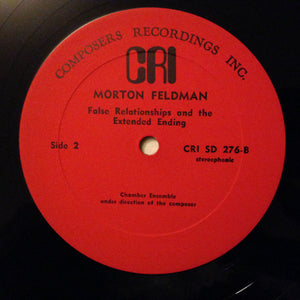 COMPOSERS RECORDINGS INC.
CRI
MORTON FELDMAN
False Relationships and the
Extended Ending
Side 2
CRI SD 276-B
stereophonic
Chamber Ensemble
under direction of the composer